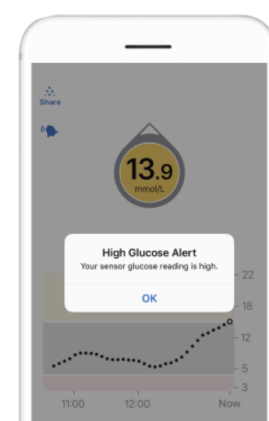 Share
13.9
mmol/L
High Glucose Alert
Your sensor glucose reading is high.
OK
22
18
12
5
3
11:00 12:00 Now